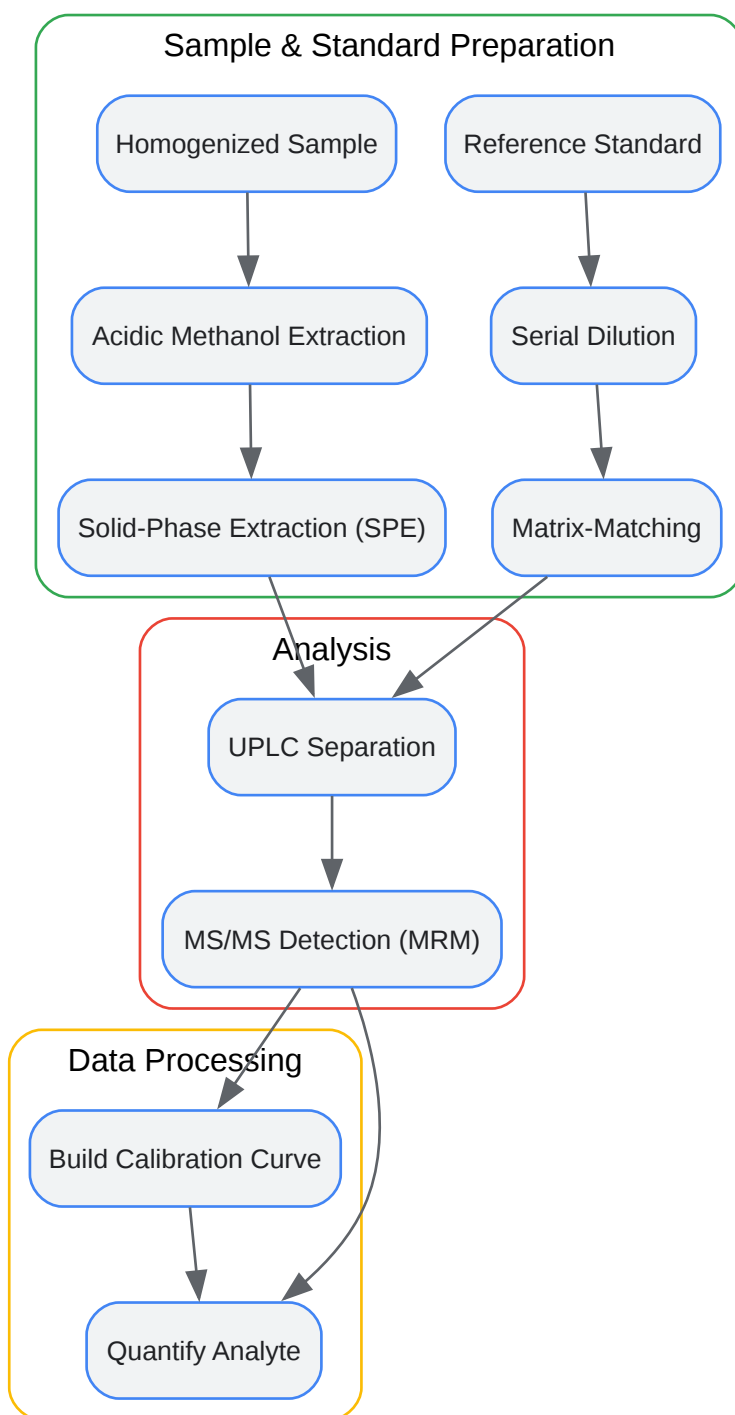 Sample & Standard Preparation
Homogenized Sample
Reference Standard
Acidic Methanol Extraction
Serial Dilution
Solid-Phase Extraction (SPE)
Matrix-Matching
Analysis
UPLC Separation
MS/MS Detection (MRM)
Data Processing
Build Calibration Curve
Quantify Analyte